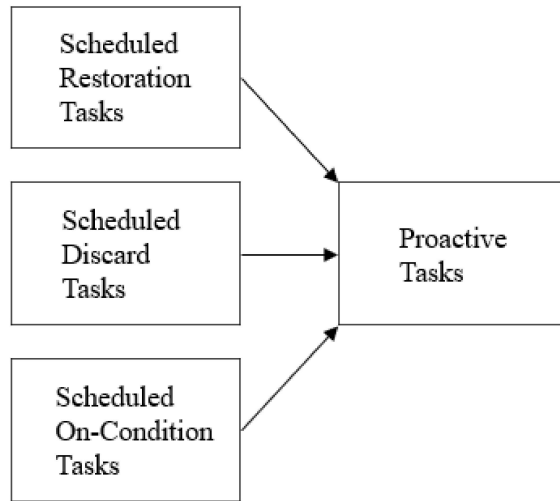 Scheduled
Restoration
Tasks
Scheduled
Discard
Tasks
Proactive
Tasks
Scheduled
On-Condition
Tasks